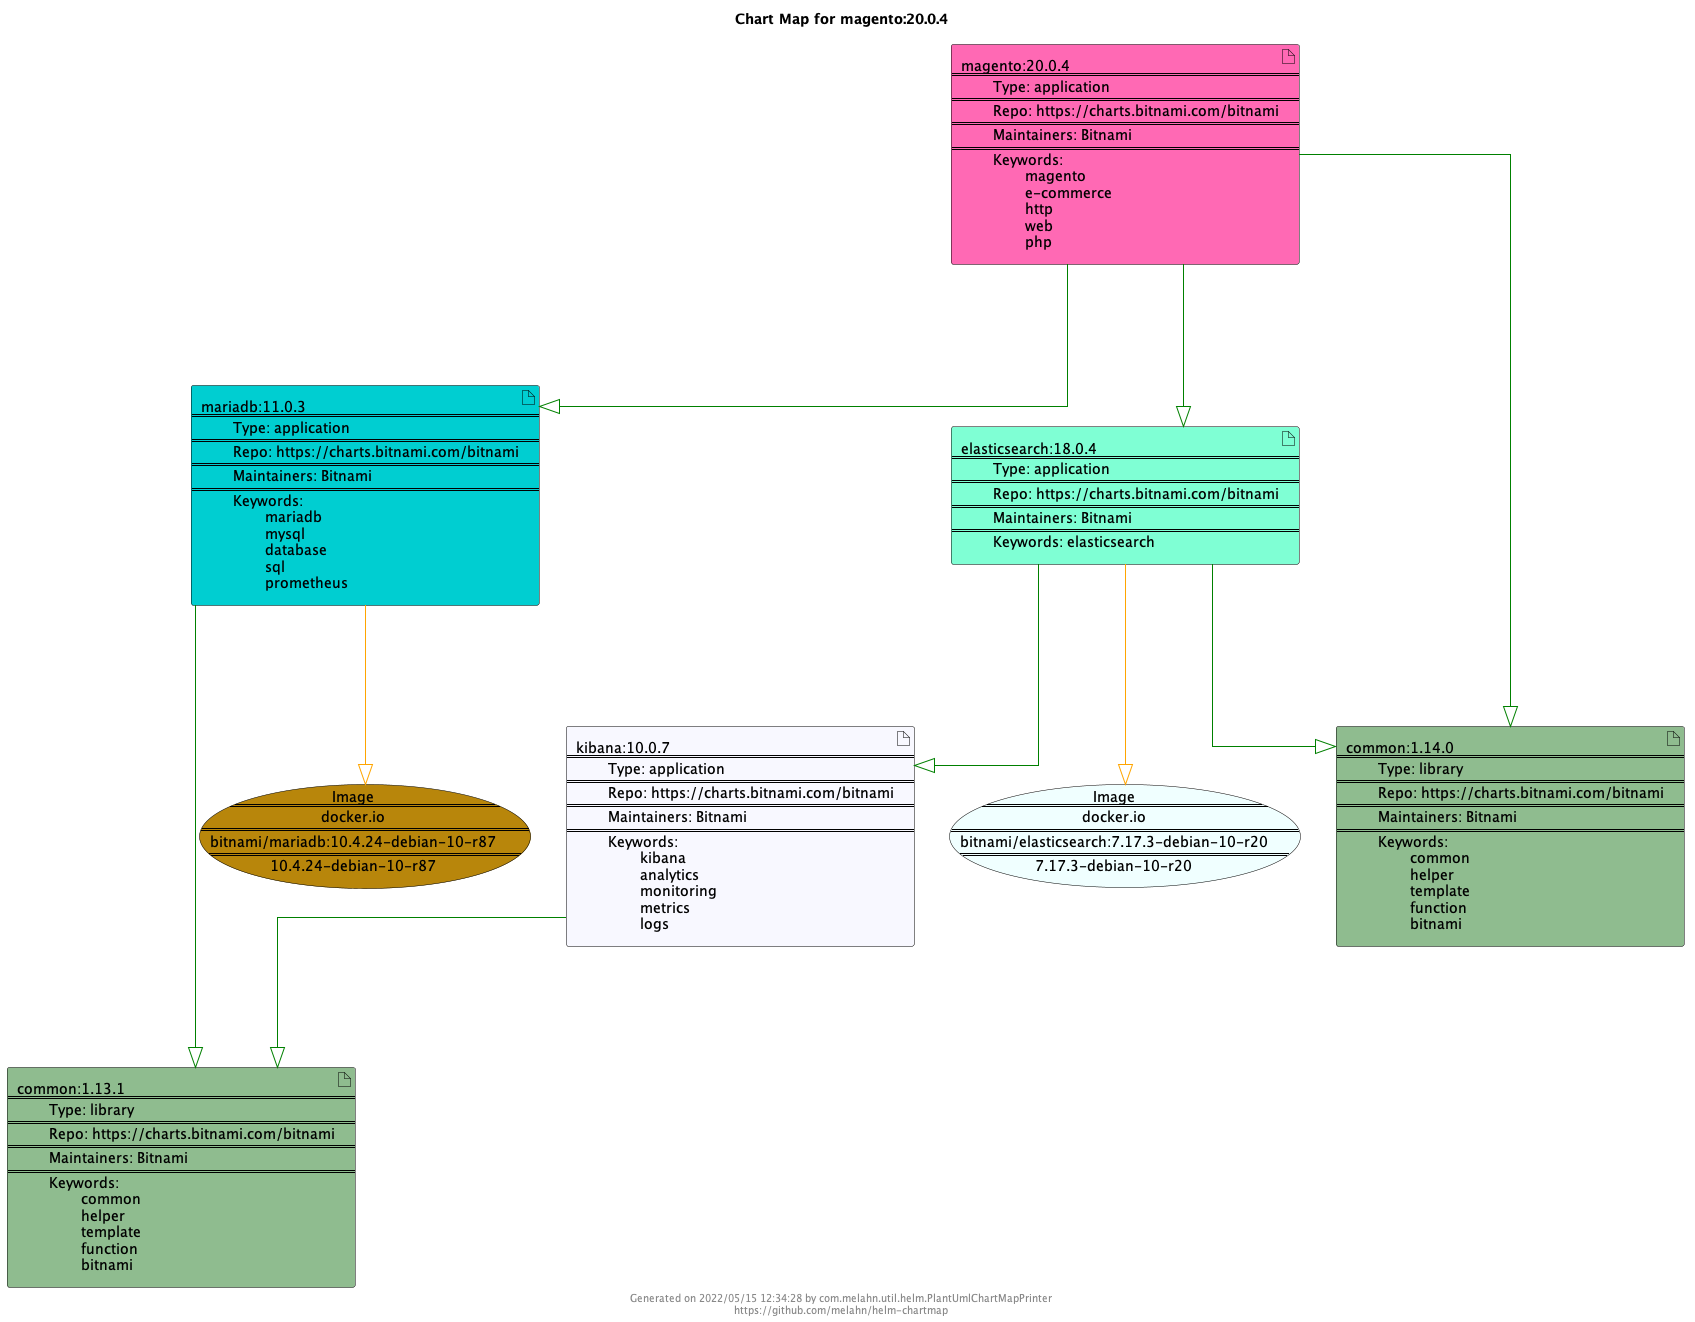 Chart Map for magento:20.0.4
magento:20.0.4
Type: application
Repo: https://charts.bitnami.com/bitnami
Maintainers: Bitnami
Keywords:
magento
e-commerce
http
web
php
mariadb:11.0.3
Type: application
Repo: https://charts.bitnami.com/bitnami
Maintainers: Bitnami
Keywords:
mariadb
mysql
database
sql
prometheus
elasticsearch:18.0.4
Type: application
Repo: https://charts.bitnami.com/bitnami
Maintainers: Bitnami
Keywords: elasticsearch
Image
docker.io
bitnami/mariadb:10.4.24-debian-10-r87
10.4.24-debian-10-r87
kibana:10.0.7
Type: application
Repo: https://charts.bitnami.com/bitnami
Maintainers: Bitnami
Keywords:
kibana
analytics
monitoring
metrics
logs
Image
docker.io
bitnami/elasticsearch:7.17.3-debian-10-r20
7.17.3-debian-10-r20
common:1.14.0
Type: library
Repo: https://charts.bitnami.com/bitnami
Maintainers: Bitnami
Keywords:
common
helper
template
function
bitnami
common:1.13.1
Type: library
Repo: https://charts.bitnami.com/bitnami
Maintainers: Bitnami
Keywords:
common
helper
template
function
bitnami
Generated on 2022/05/15 12:34:28 by com.melahn.util.helm.PlantUmlChartMapPrinter
https://github.com/melahn/helm-chartmap